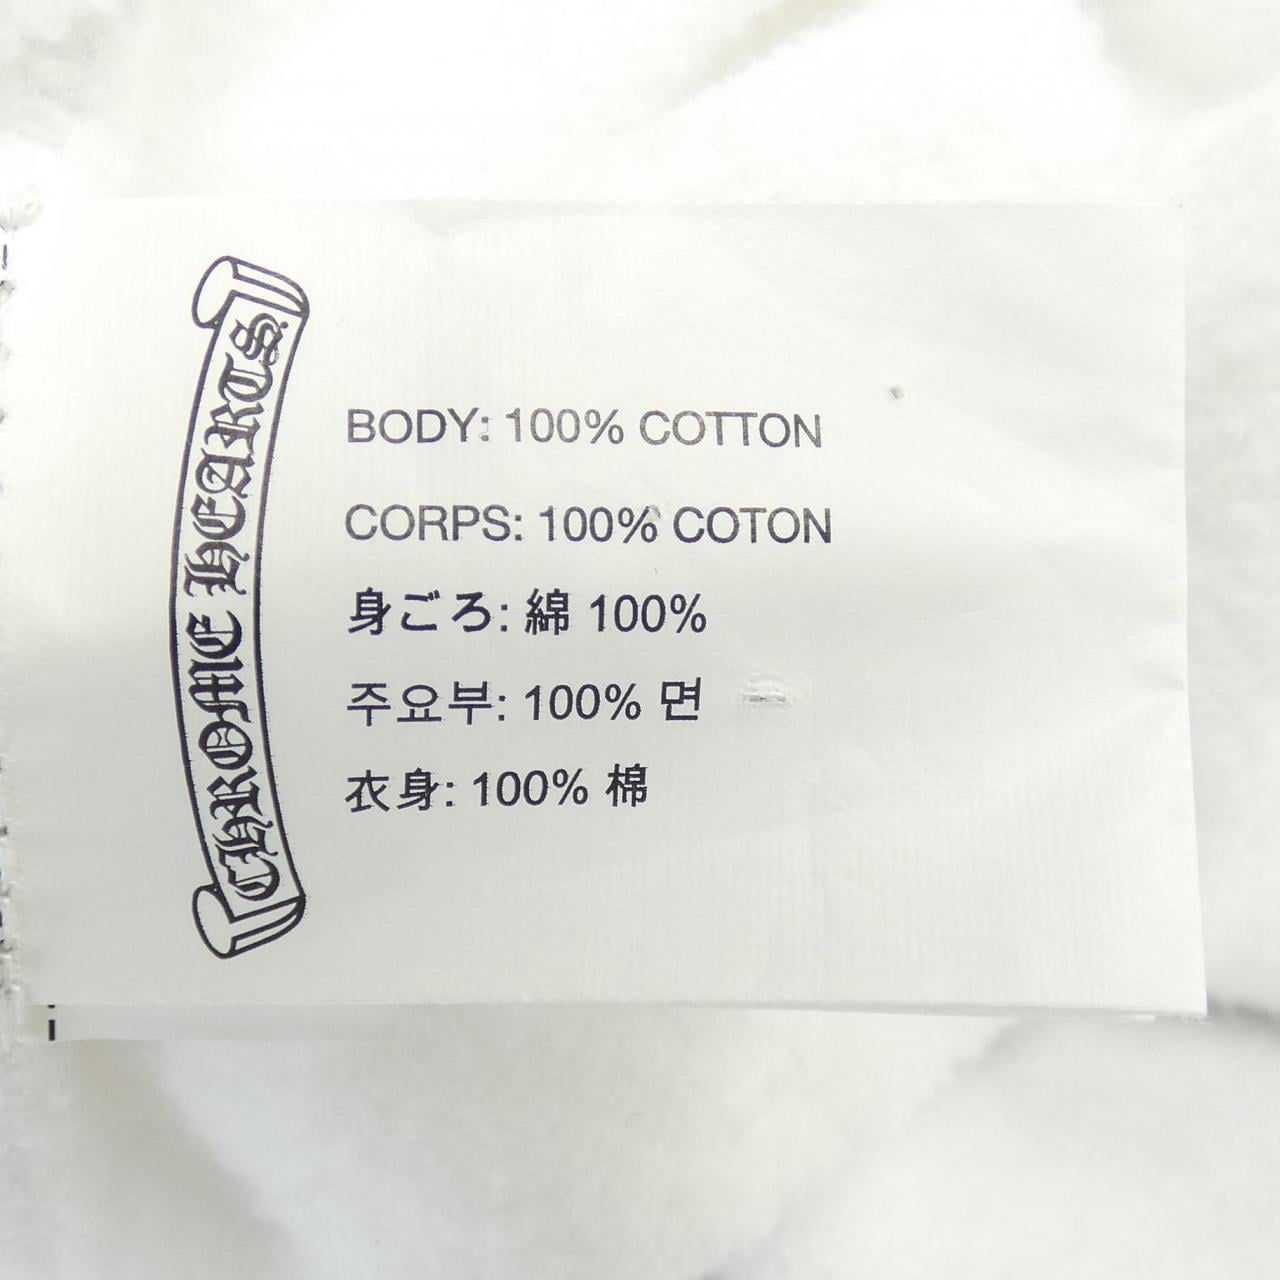 CHROME HEARTS
BODY: 100% COTTON
CORPS: 100% COTON
身ごろ: 綿 100%
주요부: 100% 면
衣身: 100% 棉